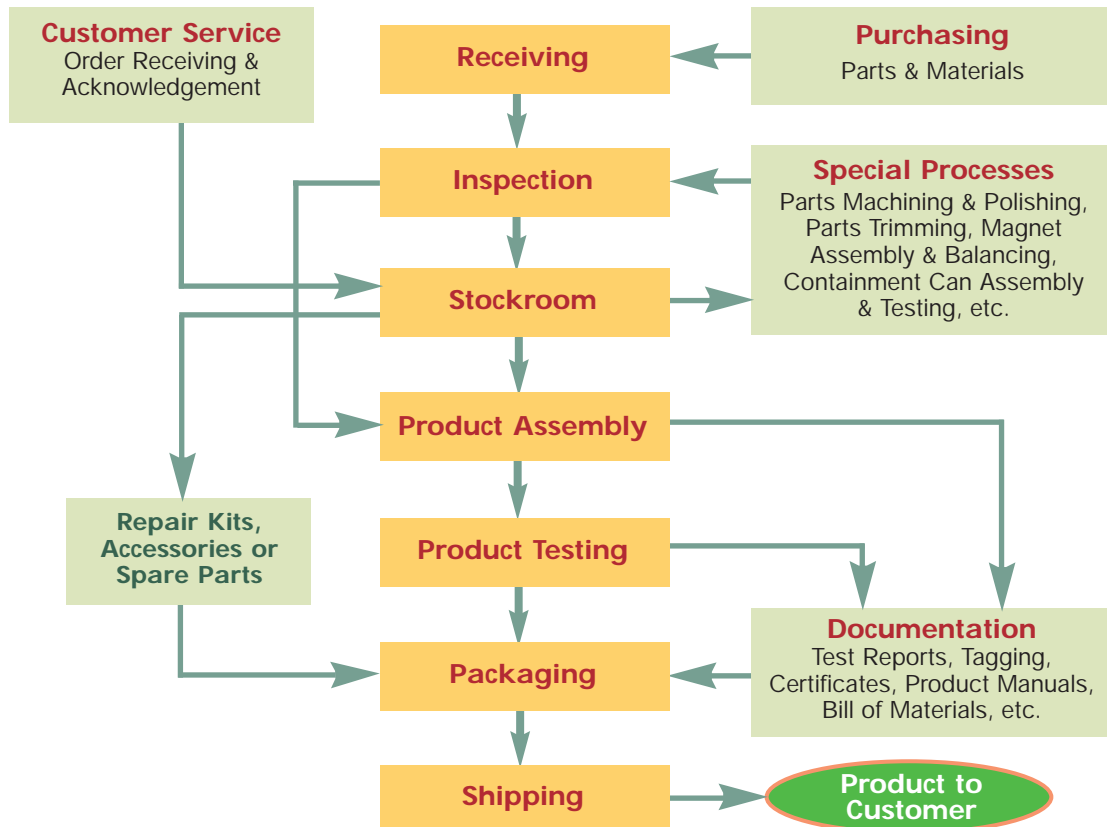 Customer Service
Order Receiving &
Acknowledgement
Receiving
Purchasing
Parts & Materials
Inspection
Special Processes
Parts Machining & Polishing,
Parts Trimming, Magnet
Assembly & Balancing,
Containment Can Assembly
& Testing, etc.
Stockroom
Product Assembly
Repair Kits,
Accessories or
Spare Parts
Product Testing
Documentation
Test Reports, Tagging,
Certificates, Product Manuals,
Bill of Materials, etc.
Packaging
Shipping
Product to
Customer